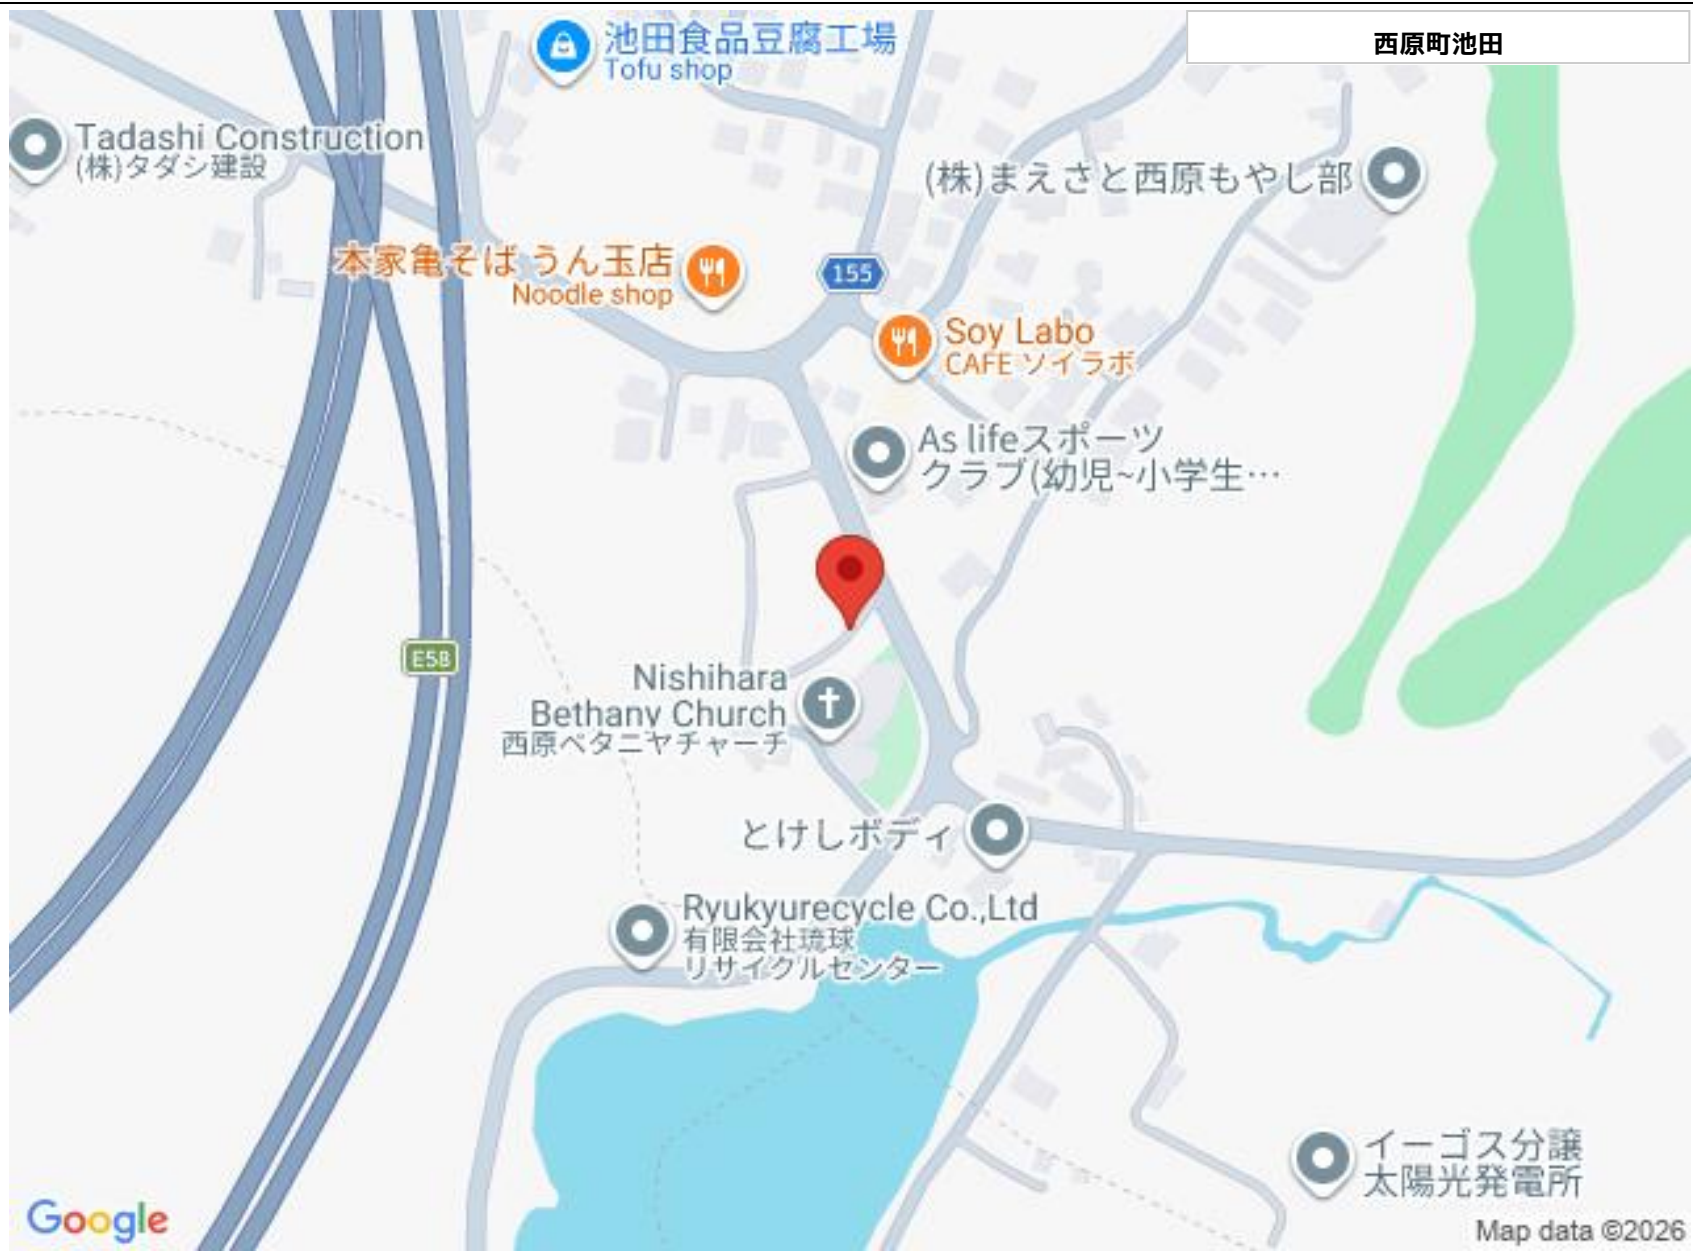 西原町池田
池田食品豆腐工場
Tofu shop
Tadashi Construction
(株)タダシ建設
(株)まえさと西原もやし部
本家亀そば うん玉店
Noodle shop
155
Soy Labo
CAFE ソイラボ
As lifeスポーツ
クラブ(幼児~小学生…
E58
Nishihara
Bethany Church
西原ベタニヤチャーチ
とけしボディ
Ryukyurecycle Co.,Ltd
有限会社琉球
リサイクルセンター
イーゴス分譲
太陽光発電所
Google
Map data ©2026